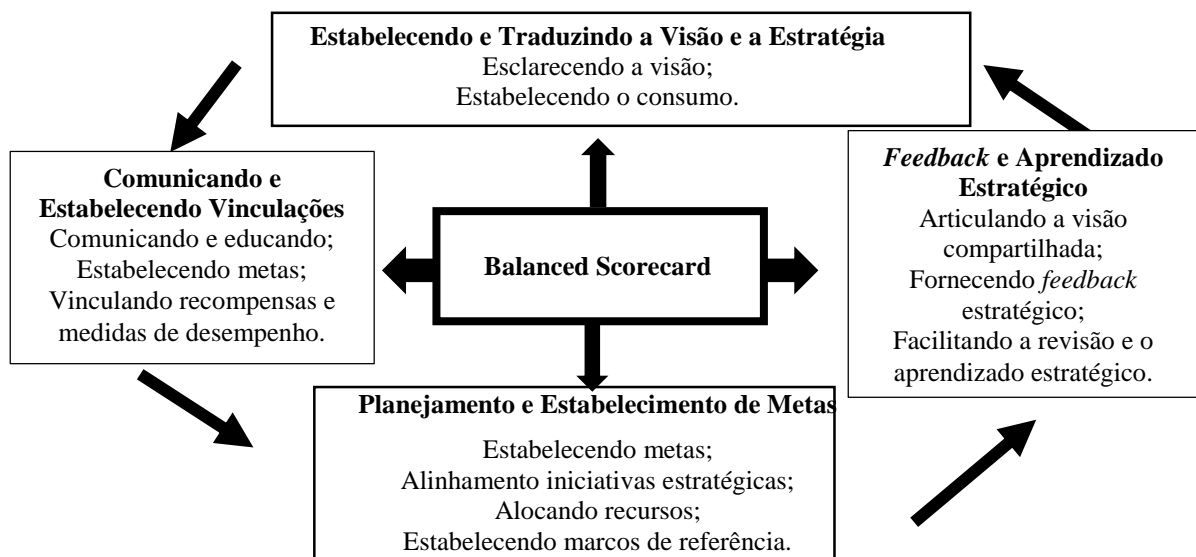 Estabelecendo e Traduzindo a Visão e a Estratégia
Esclarecendo a visão;
Estabelecendo o consumo.
Comunicando e
Estabelecendo Vinculações
Comunicando e educando;
Estabelecendo metas;
Vinculando recompensas e
medidas de desempenho.
Balanced Scorecard
Feedback e Aprendizado
Estratégico
Articulando a visão
compartilhada;
Fornecendo feedback
estratégico;
Facilitando a revisão e o
aprendizado estratégico.
Planejamento e Estabelecimento de Metas
Estabelecendo metas;
Alinhamento iniciativas estratégicas;
Alocando recursos;
Estabelecendo marcos de referência.